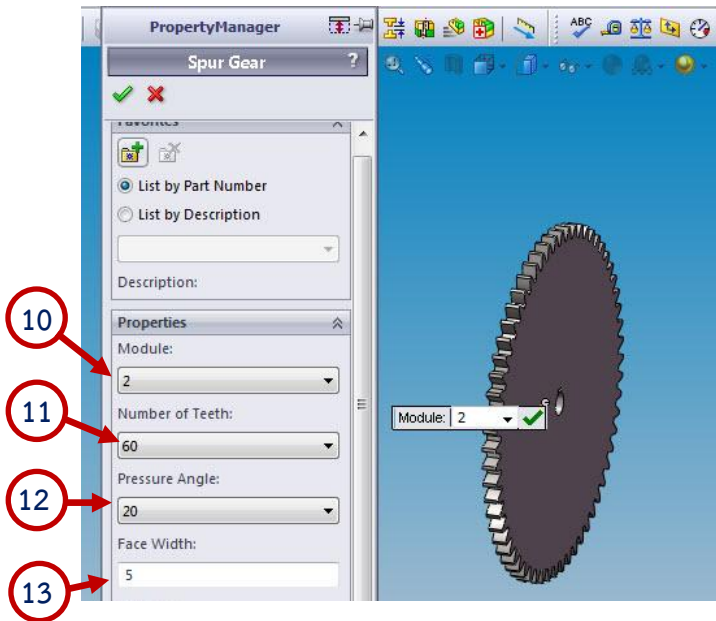 PropertyManager
ABC
Spur Gear ?
Favorites
List by Part Number
List by Description
Description:
Properties
10
Module:
2
11
Number of Teeth:
60
Module: 2
12
Pressure Angle:
20
Face Width:
13
5